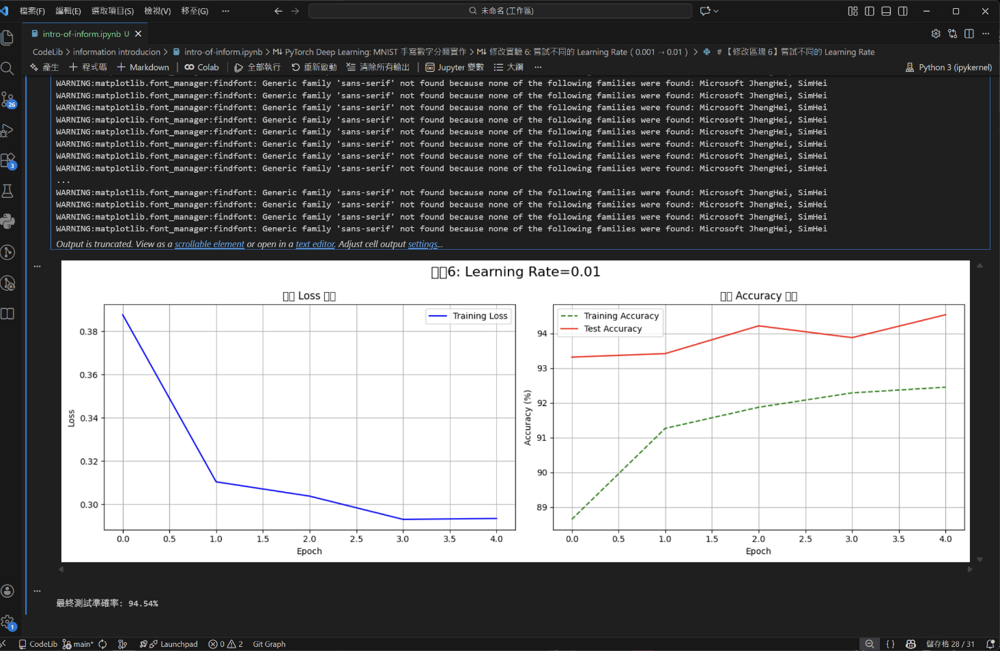 檔案(F) 編輯(E) 選取項目(S) 檢視(V) 移至(G) ··· 未命名 (工作區)
intro-of-inform.ipynb U
CodeLib > information introducion > intro-of-inform.ipynb > M↓ PyTorch Deep Learning: MNIST 手寫數字分類實作 > M↓ 修改實驗 6: 嘗試不同的 Learning Rate ( 0.001 → 0.01 ) > # 【修改區塊 6】嘗試不同的 Learning Rate
產生 + 程式碼 + Markdown | Colab | 全部執行 重新啟動 清除所有輸出 | Jupyter 變數 大綱 ··· Python 3 (ipykernel)
WARNING:matplotlib.font_manager:findfont: Generic family 'sans-serif' not found because none of the following families were found: Microsoft JhengHei, SimHei
WARNING:matplotlib.font_manager:findfont: Generic family 'sans-serif' not found because none of the following families were found: Microsoft JhengHei, SimHei
WARNING:matplotlib.font_manager:findfont: Generic family 'sans-serif' not found because none of the following families were found: Microsoft JhengHei, SimHei
WARNING:matplotlib.font_manager:findfont: Generic family 'sans-serif' not found because none of the following families were found: Microsoft JhengHei, SimHei
WARNING:matplotlib.font_manager:findfont: Generic family 'sans-serif' not found because none of the following families were found: Microsoft JhengHei, SimHei
WARNING:matplotlib.font_manager:findfont: Generic family 'sans-serif' not found because none of the following families were found: Microsoft JhengHei, SimHei
WARNING:matplotlib.font_manager:findfont: Generic family 'sans-serif' not found because none of the following families were found: Microsoft JhengHei, SimHei
WARNING:matplotlib.font_manager:findfont: Generic family 'sans-serif' not found because none of the following families were found: Microsoft JhengHei, SimHei
...
WARNING:matplotlib.font_manager:findfont: Generic family 'sans-serif' not found because none of the following families were found: Microsoft JhengHei, SimHei
WARNING:matplotlib.font_manager:findfont: Generic family 'sans-serif' not found because none of the following families were found: Microsoft JhengHei, SimHei
WARNING:matplotlib.font_manager:findfont: Generic family 'sans-serif' not found because none of the following families were found: Microsoft JhengHei, SimHei
WARNING:matplotlib.font_manager:findfont: Generic family 'sans-serif' not found because none of the following families were found: Microsoft JhengHei, SimHei
Output is truncated. View as a scrollable element or open in a text editor. Adjust cell output settings...
□□6: Learning Rate=0.01
□□ Loss □□
Training Loss
0.38
0.36
0.34
0.32
0.30
Loss
0.0 0.5 1.0 1.5 2.0 2.5 3.0 3.5 4.0
Epoch
□□ Accuracy □□
Training Accuracy
Test Accuracy
94
93
92
91
90
89
Accuracy (%)
0.0 0.5 1.0 1.5 2.0 2.5 3.0 3.5 4.0
Epoch
最終測試準確率: 94.54%
26
3
1
CodeLib main* Launchpad 0 2 Git Graph { } 儲存格 28 / 31